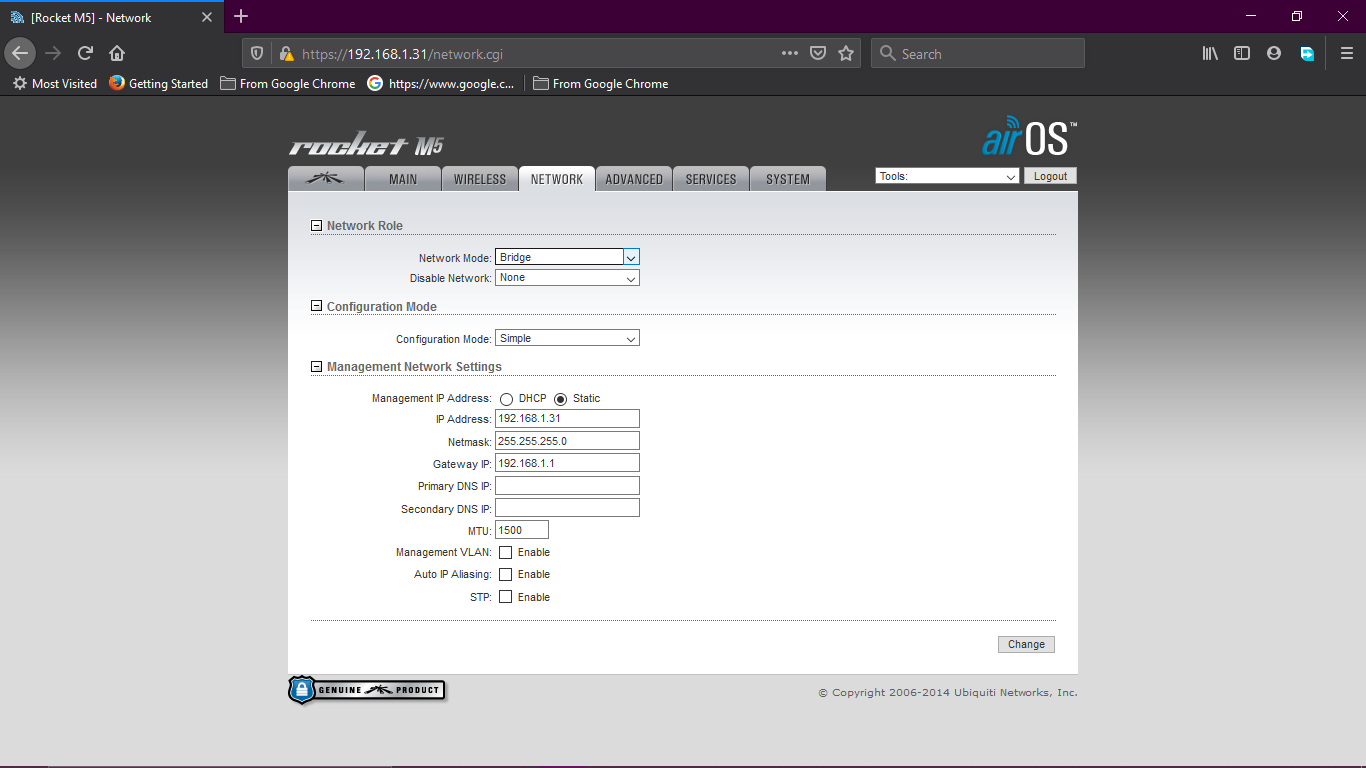 [Rocket M5] - Network
https://192.168.1.31/network.cgi
Search
Most Visited
Getting Started
From Google Chrome
https://www.google.c...
From Google Chrome
rocket M5
airOS™
MAIN
WIRELESS
NETWORK
ADVANCED
SERVICES
SYSTEM
Tools:
Logout
Network Role
Network Mode: Bridge
Disable Network: None
Configuration Mode
Configuration Mode: Simple
Management Network Settings
Management IP Address: DHCP Static
IP Address: 192.168.1.31
Netmask: 255.255.255.0
Gateway IP: 192.168.1.1
Primary DNS IP:
Secondary DNS IP:
MTU: 1500
Management VLAN: Enable
Auto IP Aliasing: Enable
STP: Enable
Change
GENUINE PRODUCT
© Copyright 2006-2014 Ubiquiti Networks, Inc.